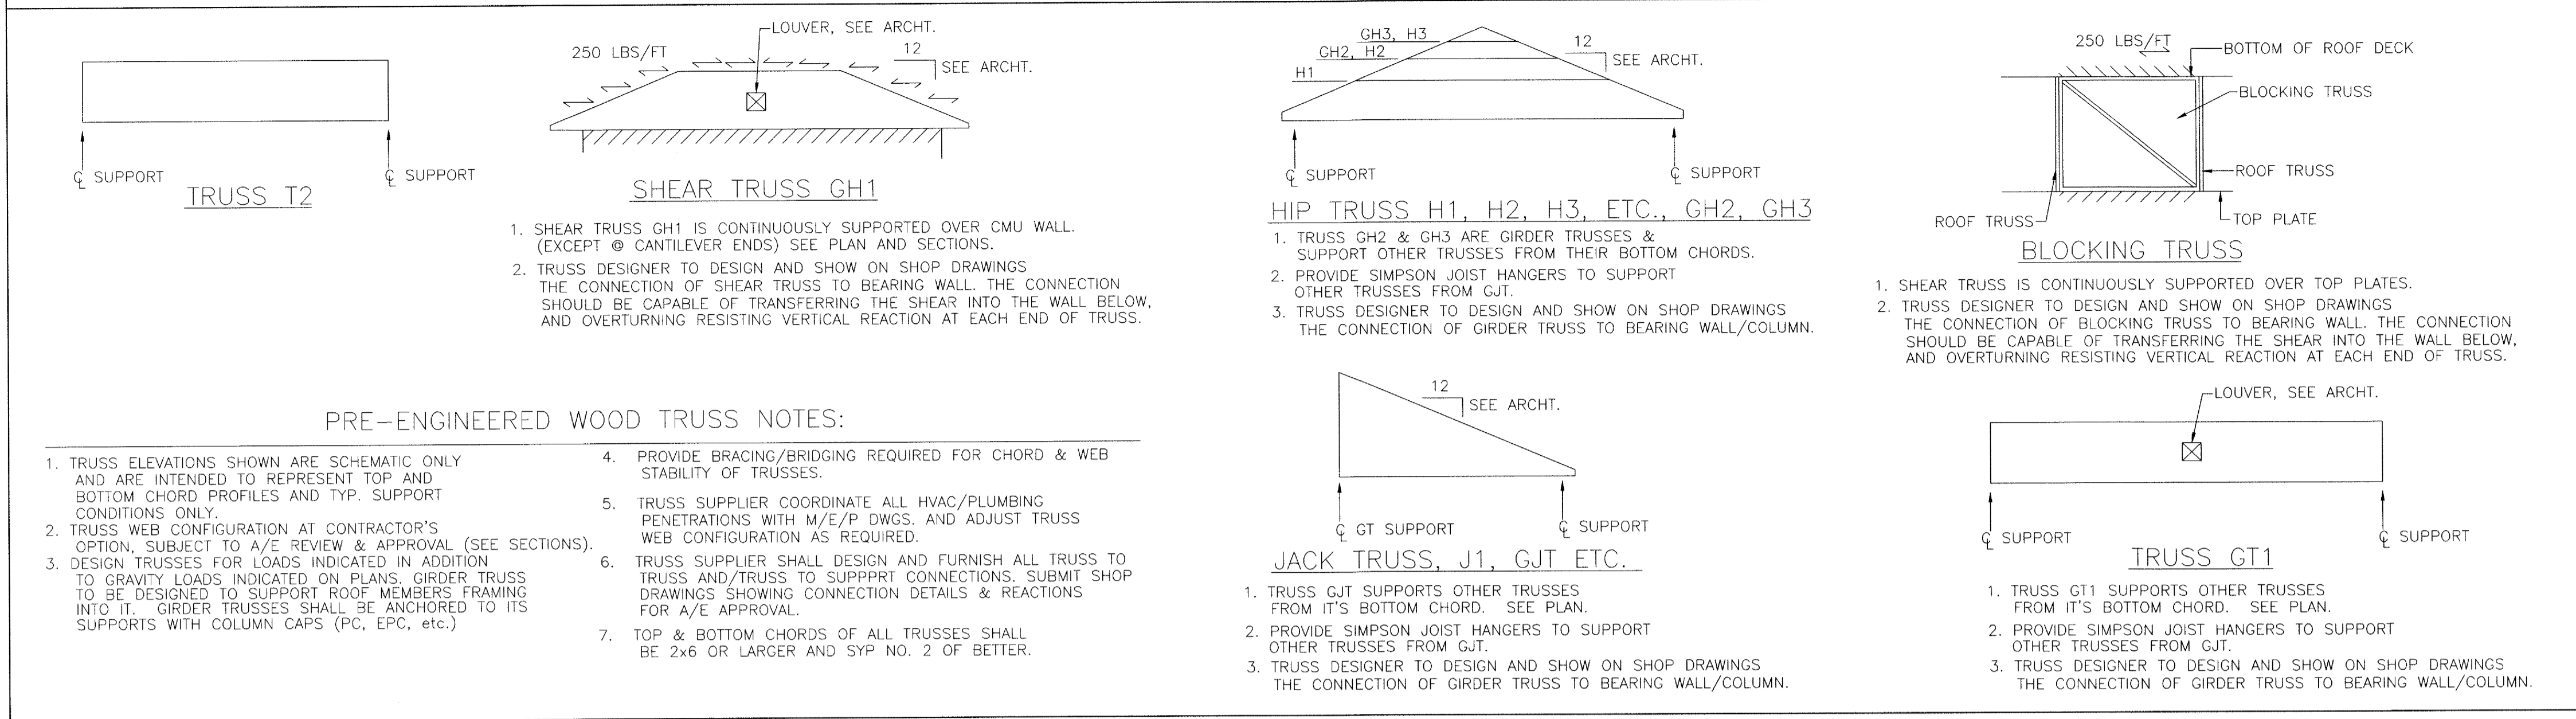 250 LBS/FT
LOUVER, SEE ARCHT.
12
SEE ARCHT.
℄ SUPPORT
℄ SUPPORT
TRUSS T2
SHEAR TRUSS GH1
1. SHEAR TRUSS GH1 IS CONTINUOUSLY SUPPORTED OVER CMU WALL.
(EXCEPT @ CANTILEVER ENDS) SEE PLAN AND SECTIONS.
2. TRUSS DESIGNER TO DESIGN AND SHOW ON SHOP DRAWINGS
THE CONNECTION OF SHEAR TRUSS TO BEARING WALL. THE CONNECTION
SHOULD BE CAPABLE OF TRANSFERRING THE SHEAR INTO THE WALL BELOW,
AND OVERTURNING RESISTING VERTICAL REACTION AT EACH END OF TRUSS.
PRE-ENGINEERED WOOD TRUSS NOTES:
1. TRUSS ELEVATIONS SHOWN ARE SCHEMATIC ONLY
AND ARE INTENDED TO REPRESENT TOP AND
BOTTOM CHORD PROFILES AND TYP. SUPPORT
CONDITIONS ONLY.
2. TRUSS WEB CONFIGURATION AT CONTRACTOR'S
OPTION, SUBJECT TO A/E REVIEW & APPROVAL (SEE SECTIONS).
3. DESIGN TRUSSES FOR LOADS INDICATED IN ADDITION
TO GRAVITY LOADS INDICATED ON PLANS. GIRDER TRUSS
TO BE DESIGNED TO SUPPORT ROOF MEMBERS FRAMING
INTO IT. GIRDER TRUSSES SHALL BE ANCHORED TO ITS
SUPPORTS WITH COLUMN CAPS (PC, EPC, etc.)
4. PROVIDE BRACING/BRIDGING REQUIRED FOR CHORD & WEB
STABILITY OF TRUSSES.
5. TRUSS SUPPLIER COORDINATE ALL HVAC/PLUMBING
PENETRATIONS WITH M/E/P DWGS. AND ADJUST TRUSS
WEB CONFIGURATION AS REQUIRED.
6. TRUSS SUPPLIER SHALL DESIGN AND FURNISH ALL TRUSS TO
TRUSS AND/TRUSS TO SUPPPRT CONNECTIONS. SUBMIT SHOP
DRAWINGS SHOWING CONNECTION DETAILS & REACTIONS
FOR A/E APPROVAL.
7. TOP & BOTTOM CHORDS OF ALL TRUSSES SHALL
BE 2x6 OR LARGER AND SYP NO. 2 OF BETTER.
GH3, H3
GH2, H2
H1
12
SEE ARCHT.
℄ SUPPORT
℄ SUPPORT
HIP TRUSS H1, H2, H3, ETC., GH2, GH3
1. TRUSS GH2 & GH3 ARE GIRDER TRUSSES &
SUPPORT OTHER TRUSSES FROM THEIR BOTTOM CHORDS.
2. PROVIDE SIMPSON JOIST HANGERS TO SUPPORT
OTHER TRUSSES FROM GJT.
3. TRUSS DESIGNER TO DESIGN AND SHOW ON SHOP DRAWINGS
THE CONNECTION OF GIRDER TRUSS TO BEARING WALL/COLUMN.
12
SEE ARCHT.
℄ GT SUPPORT
℄ SUPPORT
JACK TRUSS, J1, GJT ETC.
1. TRUSS GJT SUPPORTS OTHER TRUSSES
FROM IT'S BOTTOM CHORD. SEE PLAN.
2. PROVIDE SIMPSON JOIST HANGERS TO SUPPORT
OTHER TRUSSES FROM GJT.
3. TRUSS DESIGNER TO DESIGN AND SHOW ON SHOP DRAWINGS
THE CONNECTION OF GIRDER TRUSS TO BEARING WALL/COLUMN.
250 LBS/FT
BOTTOM OF ROOF DECK
BLOCKING TRUSS
ROOF TRUSS
ROOF TRUSS
TOP PLATE
BLOCKING TRUSS
1. SHEAR TRUSS IS CONTINUOUSLY SUPPORTED OVER TOP PLATES.
2. TRUSS DESIGNER TO DESIGN AND SHOW ON SHOP DRAWINGS
THE CONNECTION OF BLOCKING TRUSS TO BEARING WALL. THE CONNECTION
SHOULD BE CAPABLE OF TRANSFERRING THE SHEAR INTO THE WALL BELOW,
AND OVERTURNING RESISTING VERTICAL REACTION AT EACH END OF TRUSS.
LOUVER, SEE ARCHT.
℄ SUPPORT
℄ SUPPORT
TRUSS GT1
1. TRUSS GT1 SUPPORTS OTHER TRUSSES
FROM IT'S BOTTOM CHORD. SEE PLAN.
2. PROVIDE SIMPSON JOIST HANGERS TO SUPPORT
OTHER TRUSSES FROM GJT.
3. TRUSS DESIGNER TO DESIGN AND SHOW ON SHOP DRAWINGS
THE CONNECTION OF GIRDER TRUSS TO BEARING WALL/COLUMN.